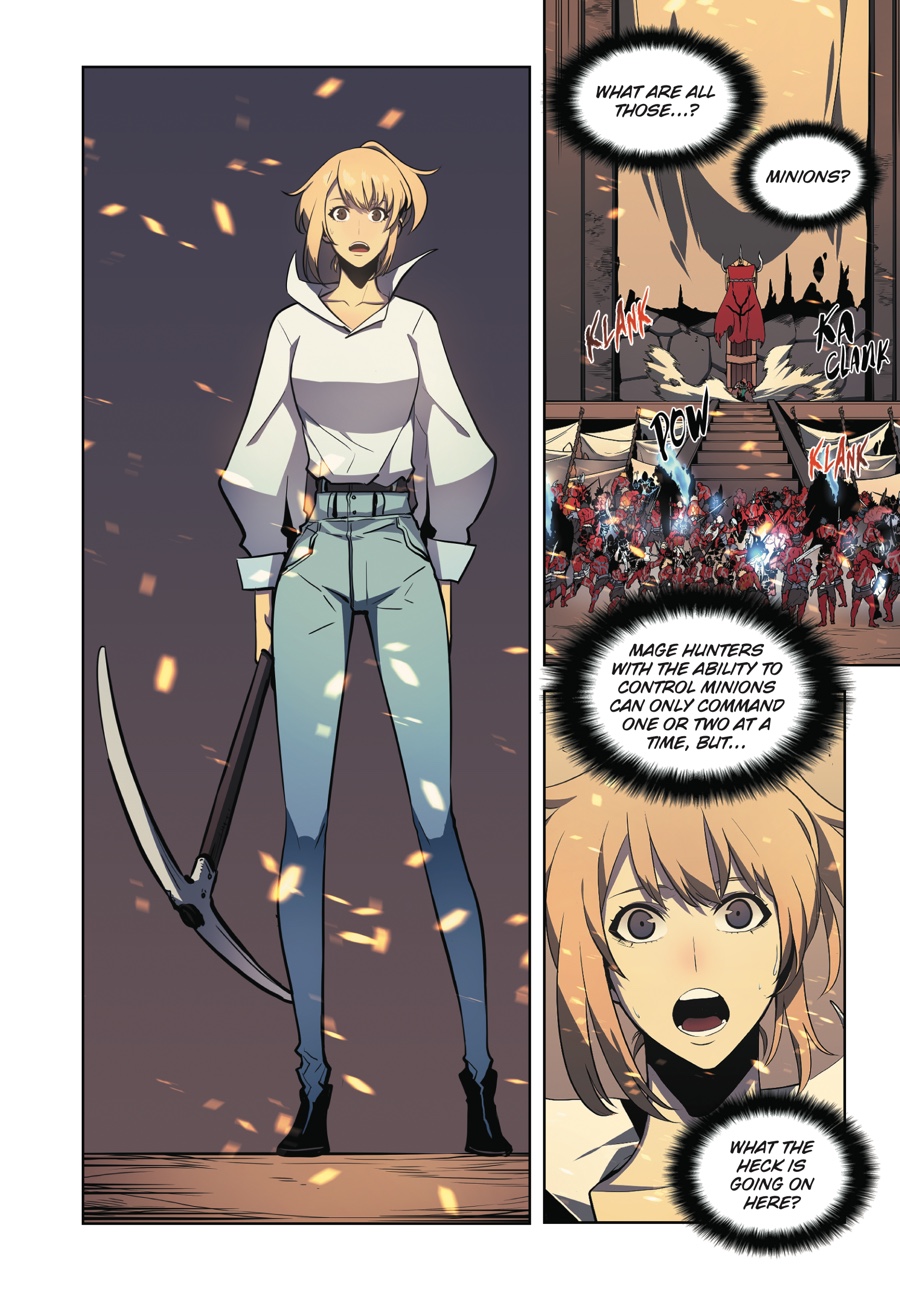 WHAT ARE ALL
THOSE...?
MINIONS?
KLANK
KA
CLANK
POW
KLANK
MAGE HUNTERS
WITH THE ABILITY TO
CONTROL MINIONS
CAN ONLY COMMAND
ONE OR TWO AT A
TIME, BUT...
WHAT THE
HECK IS
GOING ON
HERE?